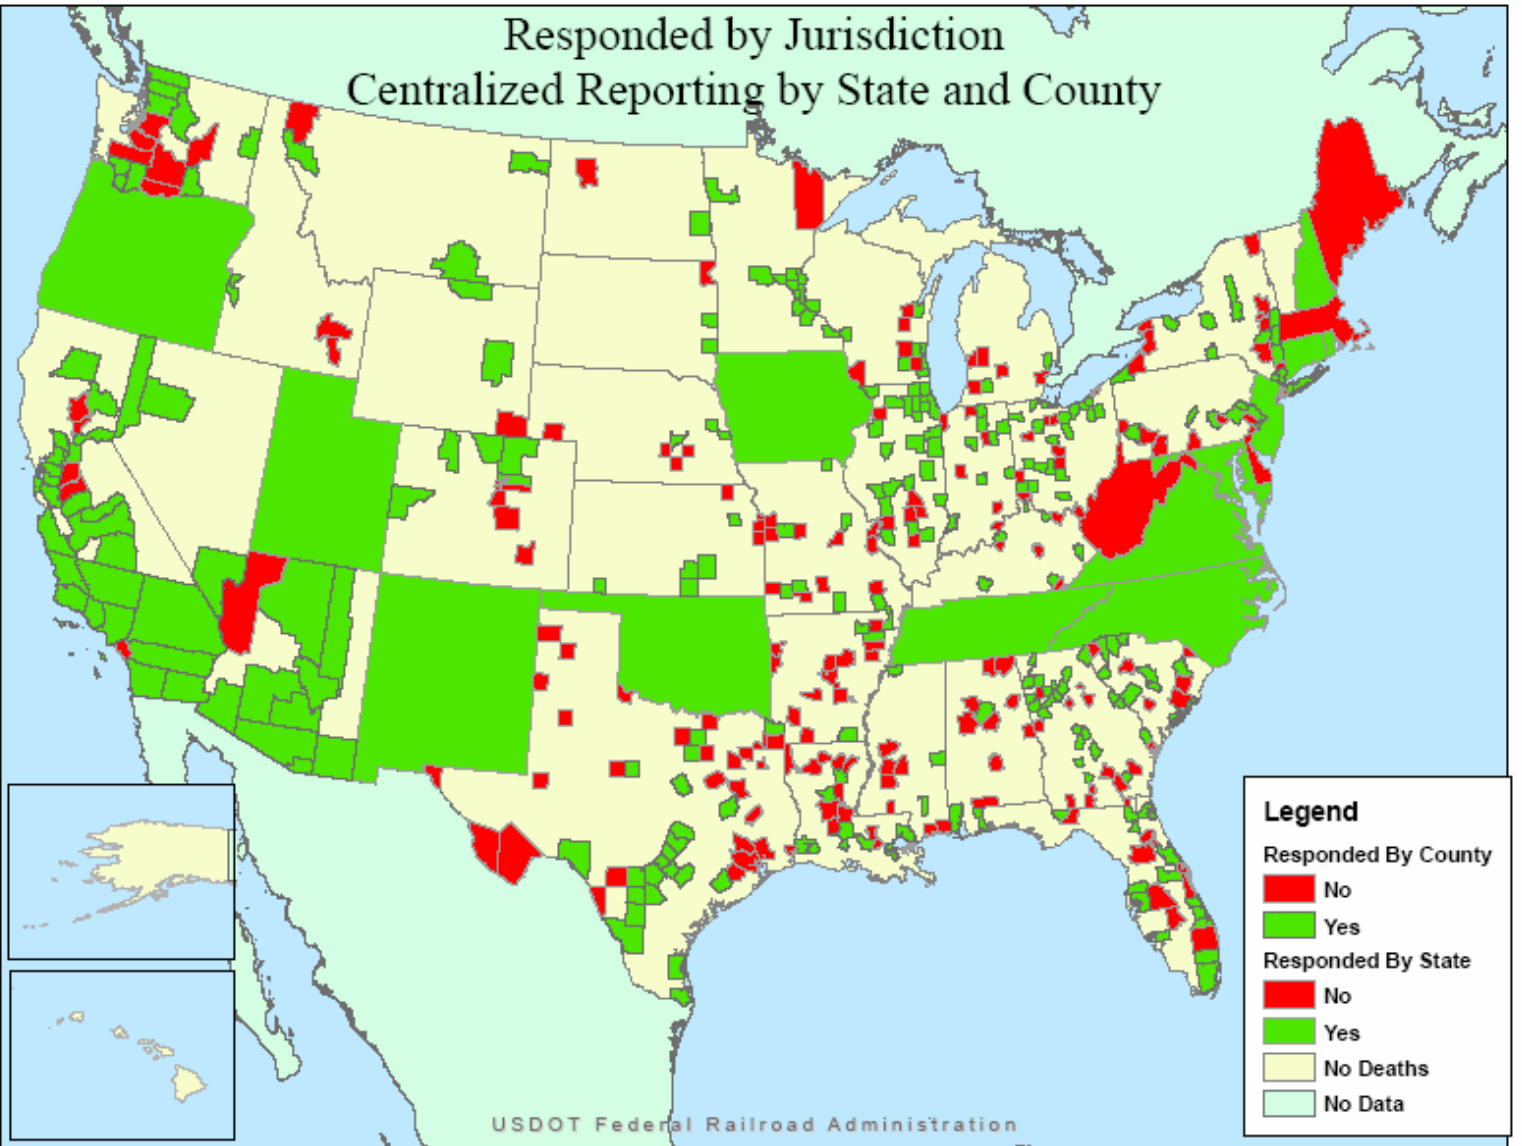 Responded by Jurisdiction
Centralized Reporting by State and County
Legend
Responded By County
No
Yes
Responded By State
No
Yes
No Deaths
No Data
USDOT Federal Railroad Administration